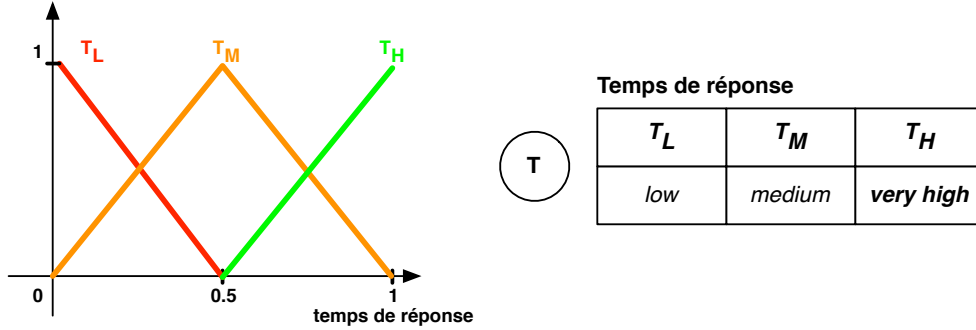 1
T_L
T_M
T_H
0
0.5
1
temps de réponse
T
Temps de réponse
T_L T_M T_H
low medium very high